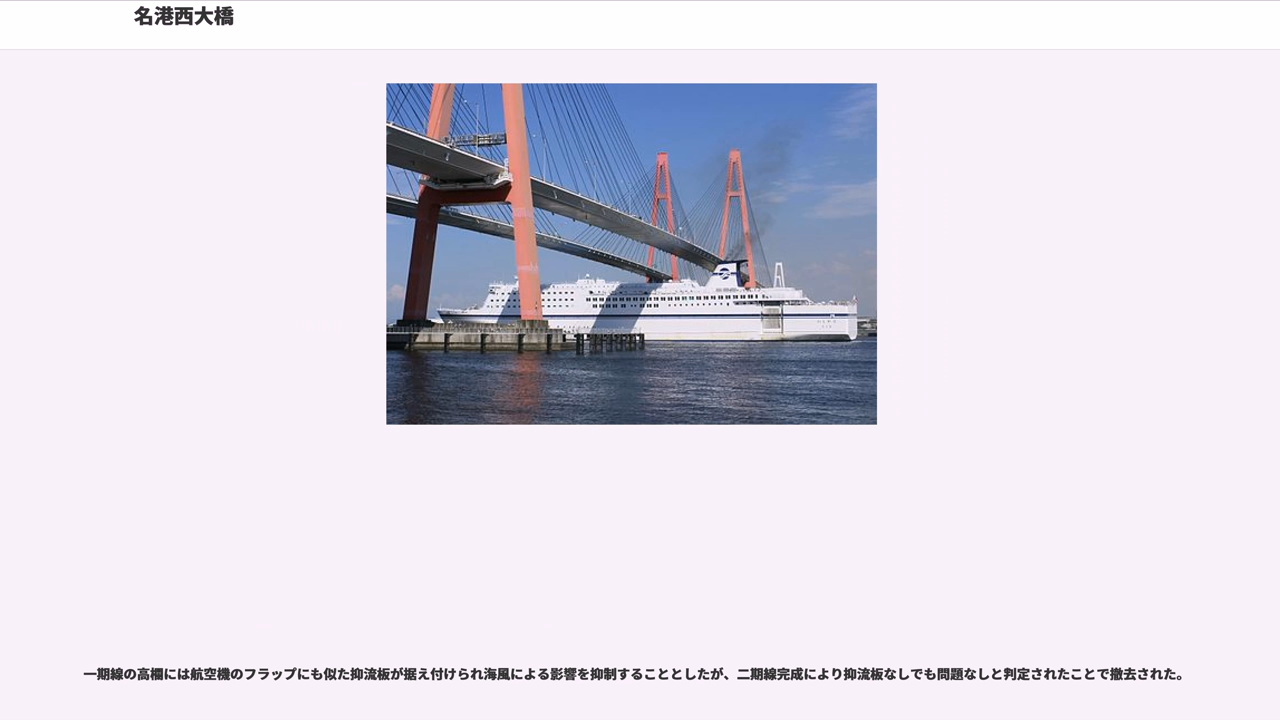 名港西大橋
一期線の高欄には航空機のフラップにも似た抑流板が据え付けられ海風による影響を抑制することとしたが、二期線完成により抑流板なしでも問題なしと判定されたことで撤去された。